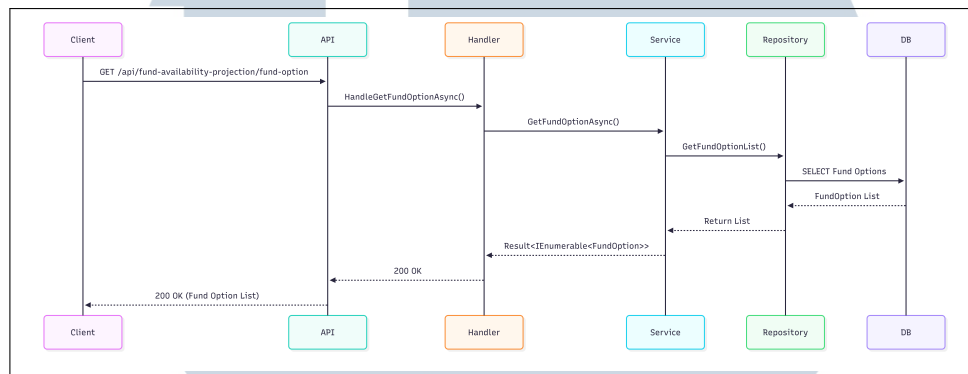 Client API Handler Service Repository DB
GET /api/fund-availability-projection/fund-option
HandleGetFundOptionAsync()
GetFundOptionAsync()
GetFundOptionList()
SELECT Fund Options
FundOption List
Return List
Result<IEnumerable<FundOption>>
200 OK
200 OK (Fund Option List)
Client API Handler Service Repository DB